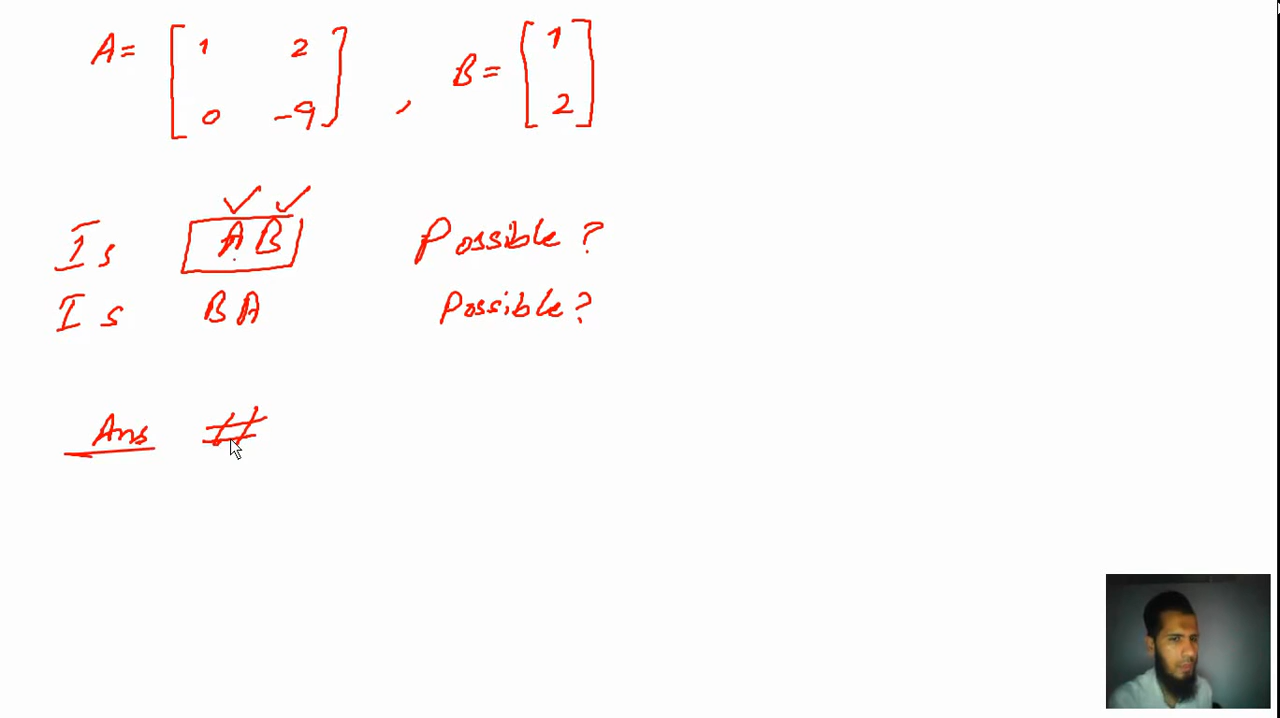 A = [ 1 2 ; 0 -9 ] , B = [ 1 ; 2 ]
Is AB Possible?
Is BA Possible?
Ans #